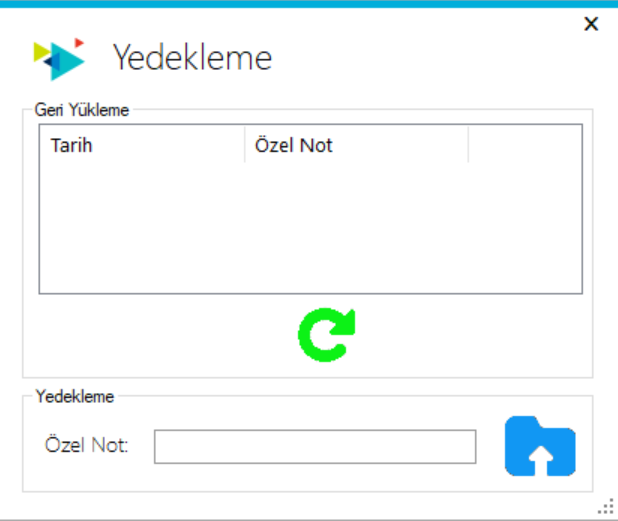 Yedekleme
Geri Yükleme
Tarih Özel Not
Yedekleme
Özel Not: